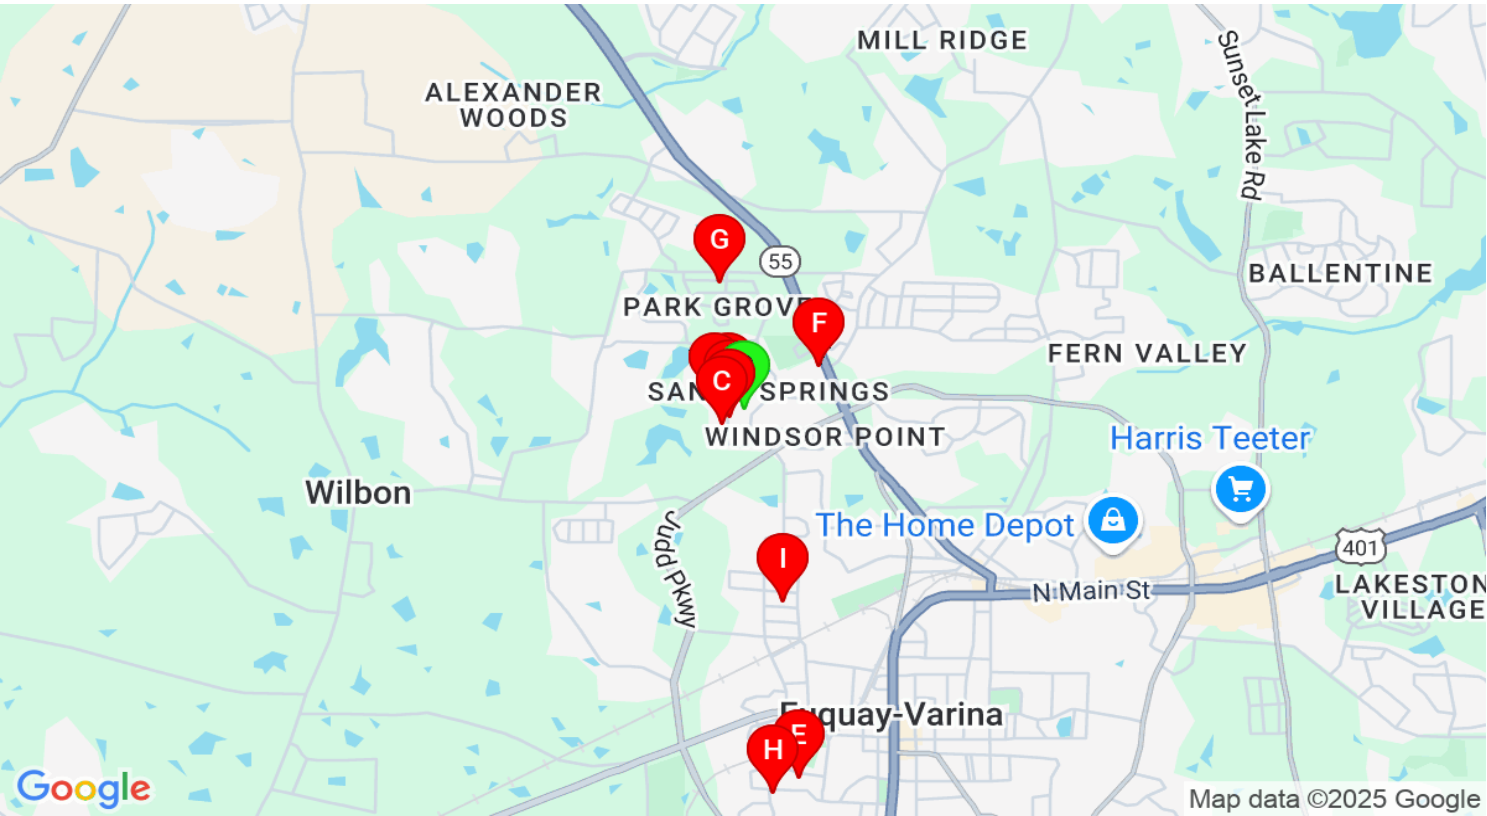 MILL RIDGE
Sunset Lake Rd
ALEXANDER
WOODS
G
55
BALLENTINE
PARK GROVE
F
FERN VALLEY
C
SPRINGS
WINDSOR POINT
Harris Teeter
Wilbon
The Home Depot
Judd Pkwy
401
I
N Main St
LAKESTON
VILLAGE
Fuquay-Varina
E
H
Google
Map data ©2025 Google